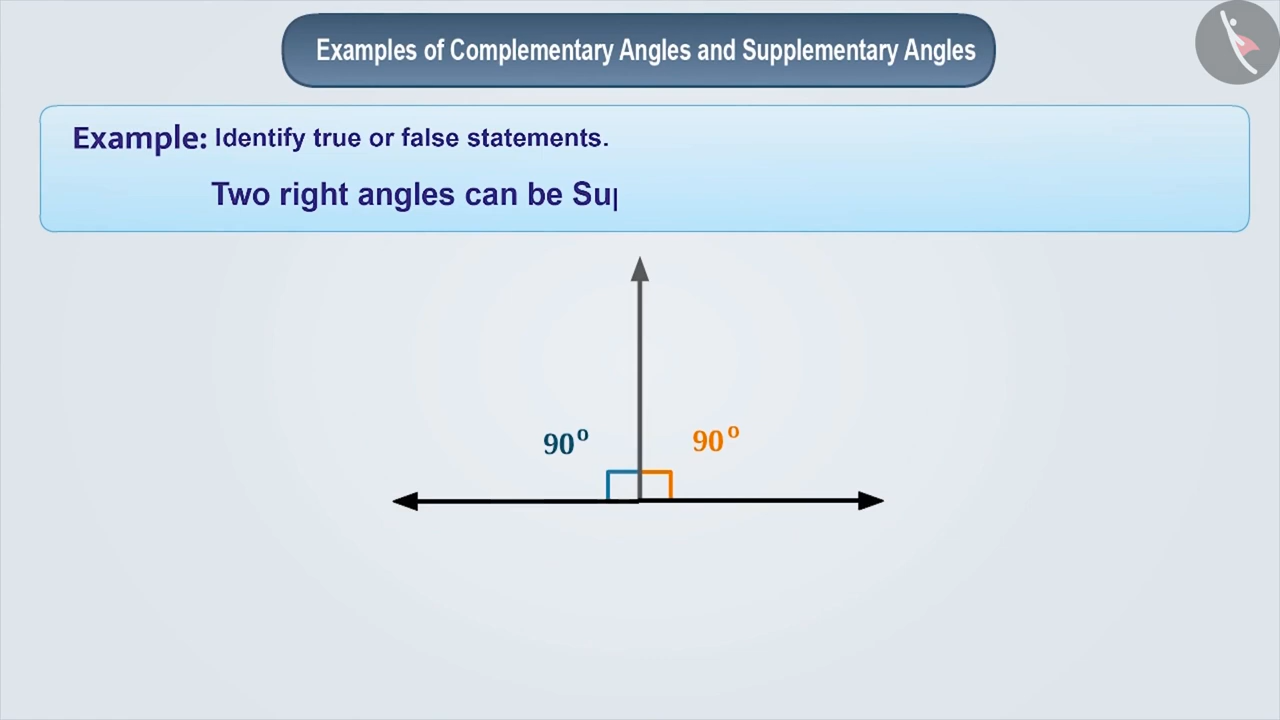 Examples of Complementary Angles and Supplementary Angles
Example: Identify true or false statements.
Two right angles can be Su
90° 90°